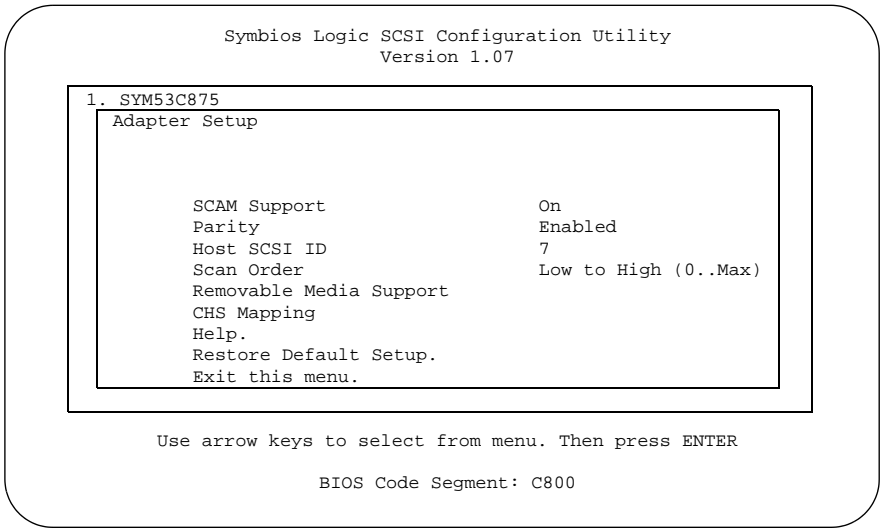 Symbios Logic SCSI Configuration Utility
Version 1.07
1. SYM53C875
Adapter Setup
SCAM Support On
Parity Enabled
Host SCSI ID 7
Scan Order Low to High (0..Max)
Removable Media Support
CHS Mapping
Help.
Restore Default Setup.
Exit this menu.
Use arrow keys to select from menu. Then press ENTER
BIOS Code Segment: C800